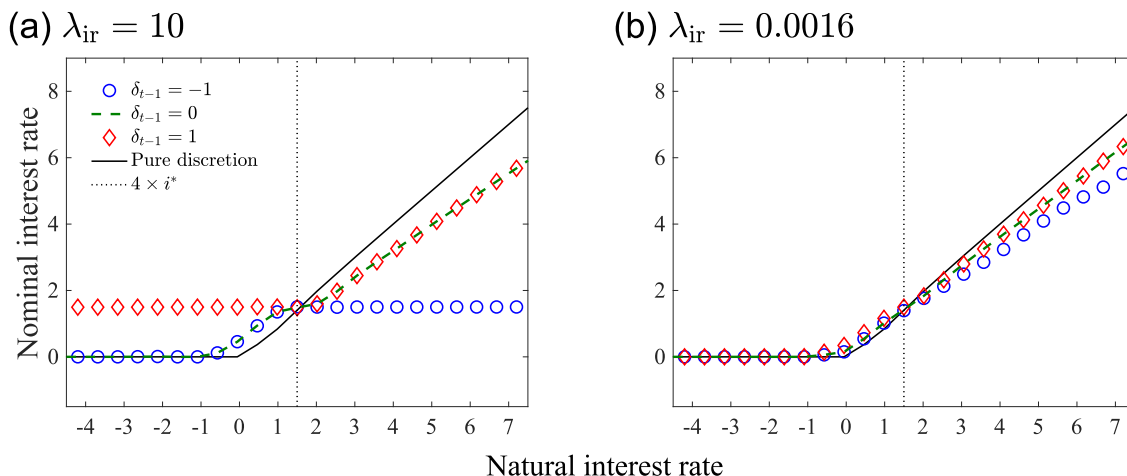 (a) λ_ir = 10
(b) λ_ir = 0.0016
Nominal interest rate
8
6
4
2
0
δ_{t-1} = −1
δ_{t-1} = 0
δ_{t-1} = 1
Pure discretion
4 × i*
-4 -3 -2 -1 0 1 2 3 4 5 6 7
8
6
4
2
0
-4 -3 -2 -1 0 1 2 3 4 5 6 7
Natural interest rate